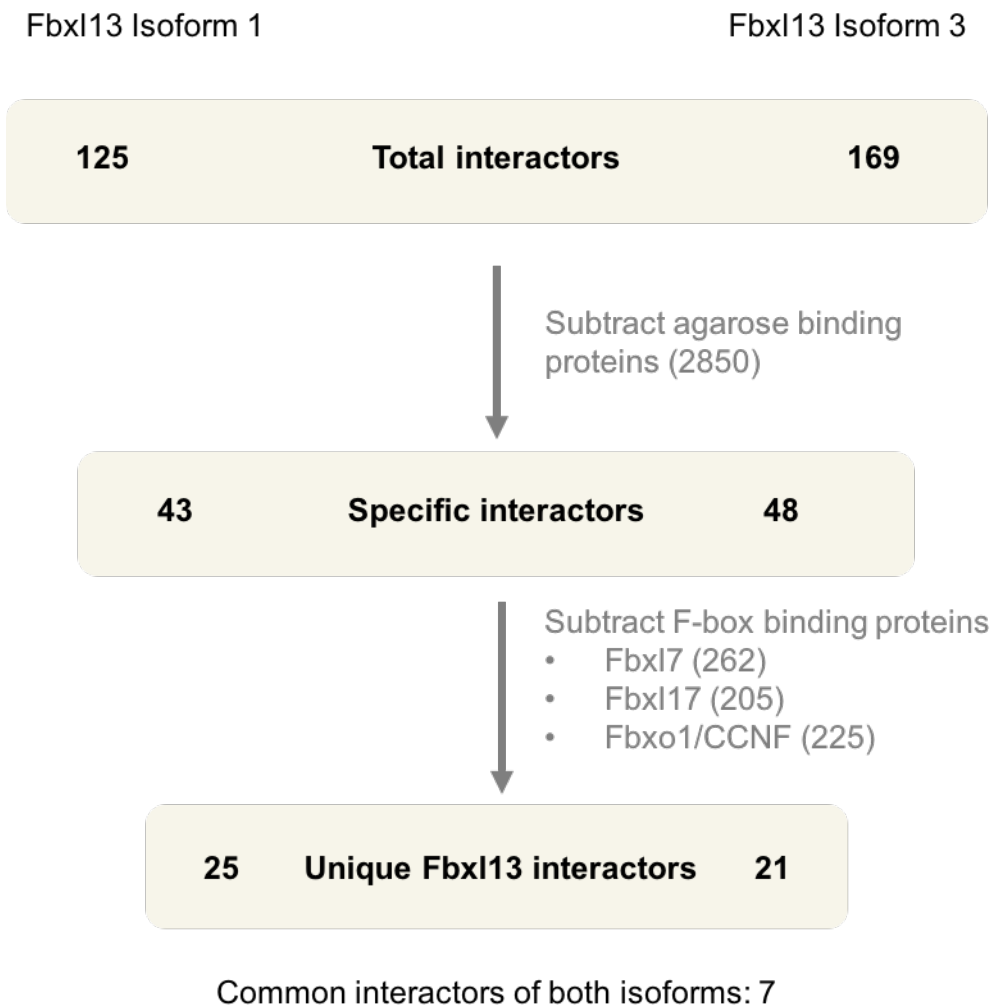 Fbxl13 Isoform 1 Fbxl13 Isoform 3
125 Total interactors 169
Subtract agarose binding
proteins (2850)
43 Specific interactors 48
Subtract F-box binding proteins
• Fbxl7 (262)
• Fbxl17 (205)
• Fbxo1/CCNF (225)
25 Unique Fbxl13 interactors 21
Common interactors of both isoforms: 7